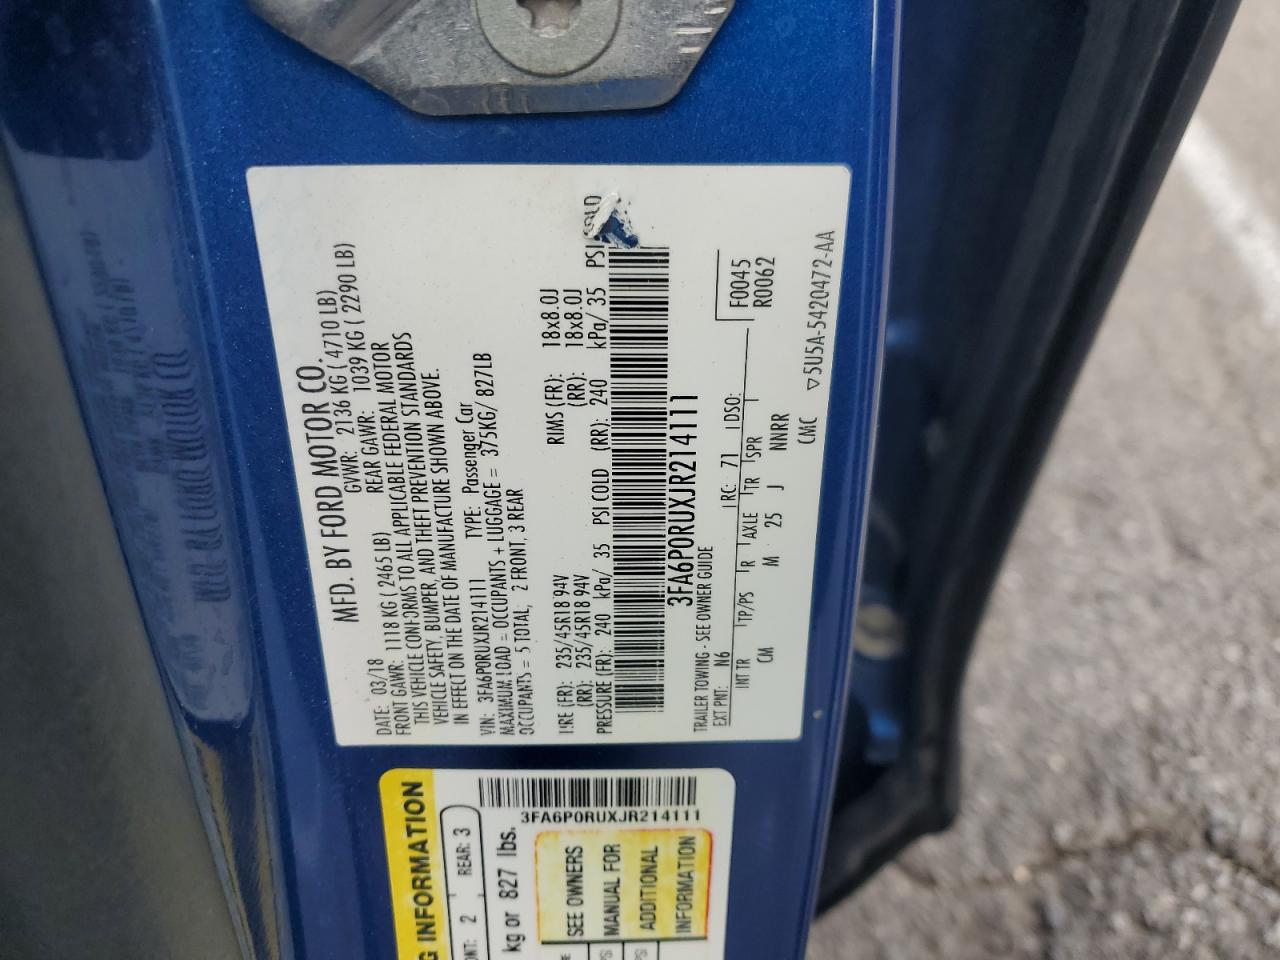 MFD. BY FORD MOTOR CO.
DATE: 03/18 GVWR: 2136 KG ( 4710 LB)
FRONT GAWR: 1118 KG ( 2465 LB) REAR GAWR: 1039 KG ( 2290 LB)
THIS VEHICLE CONFORMS TO ALL APPLICABLE FEDERAL MOTOR
VEHICLE SAFETY, BUMPER, AND THEFT PREVENTION STANDARDS
IN EFFECT ON THE DATE OF MANUFACTURE SHOWN ABOVE.
VIN: 3FA6P0RUXJR214111 TYPE: Passenger Car
MAXIMUM LOAD = OCCUPANTS + LUGGAGE = 375KG/ 827LB
OCCUPANTS = 5 TOTAL, 2 FRONT, 3 REAR
TIRE (FR): 235/45R18 94V RIMS (FR): 18x8.0J
(RR): 235/45R18 94V (RR): 18x8.0J
PRESSURE (FR): 240 kPa/ 35 PSI COLD (RR): 240 kPa/ 35 PSI COLD
3FA6P0RUXJR214111
TRAILER TOWING - SEE OWNER GUIDE
EXT PNT: N6 RC: 71 DSO: F0045
R0062
INT TR TP/PS R AXLE TR SPR
CM M 25 J NNRR
CMC ▽5U5A-5420472-AA
3FA6P0RUXJR214111
G INFORMATION
ONT: 2 REAR: 3
kg or 827 lbs.
SEE OWNERS
MANUAL FOR
ADDITIONAL
INFORMATION